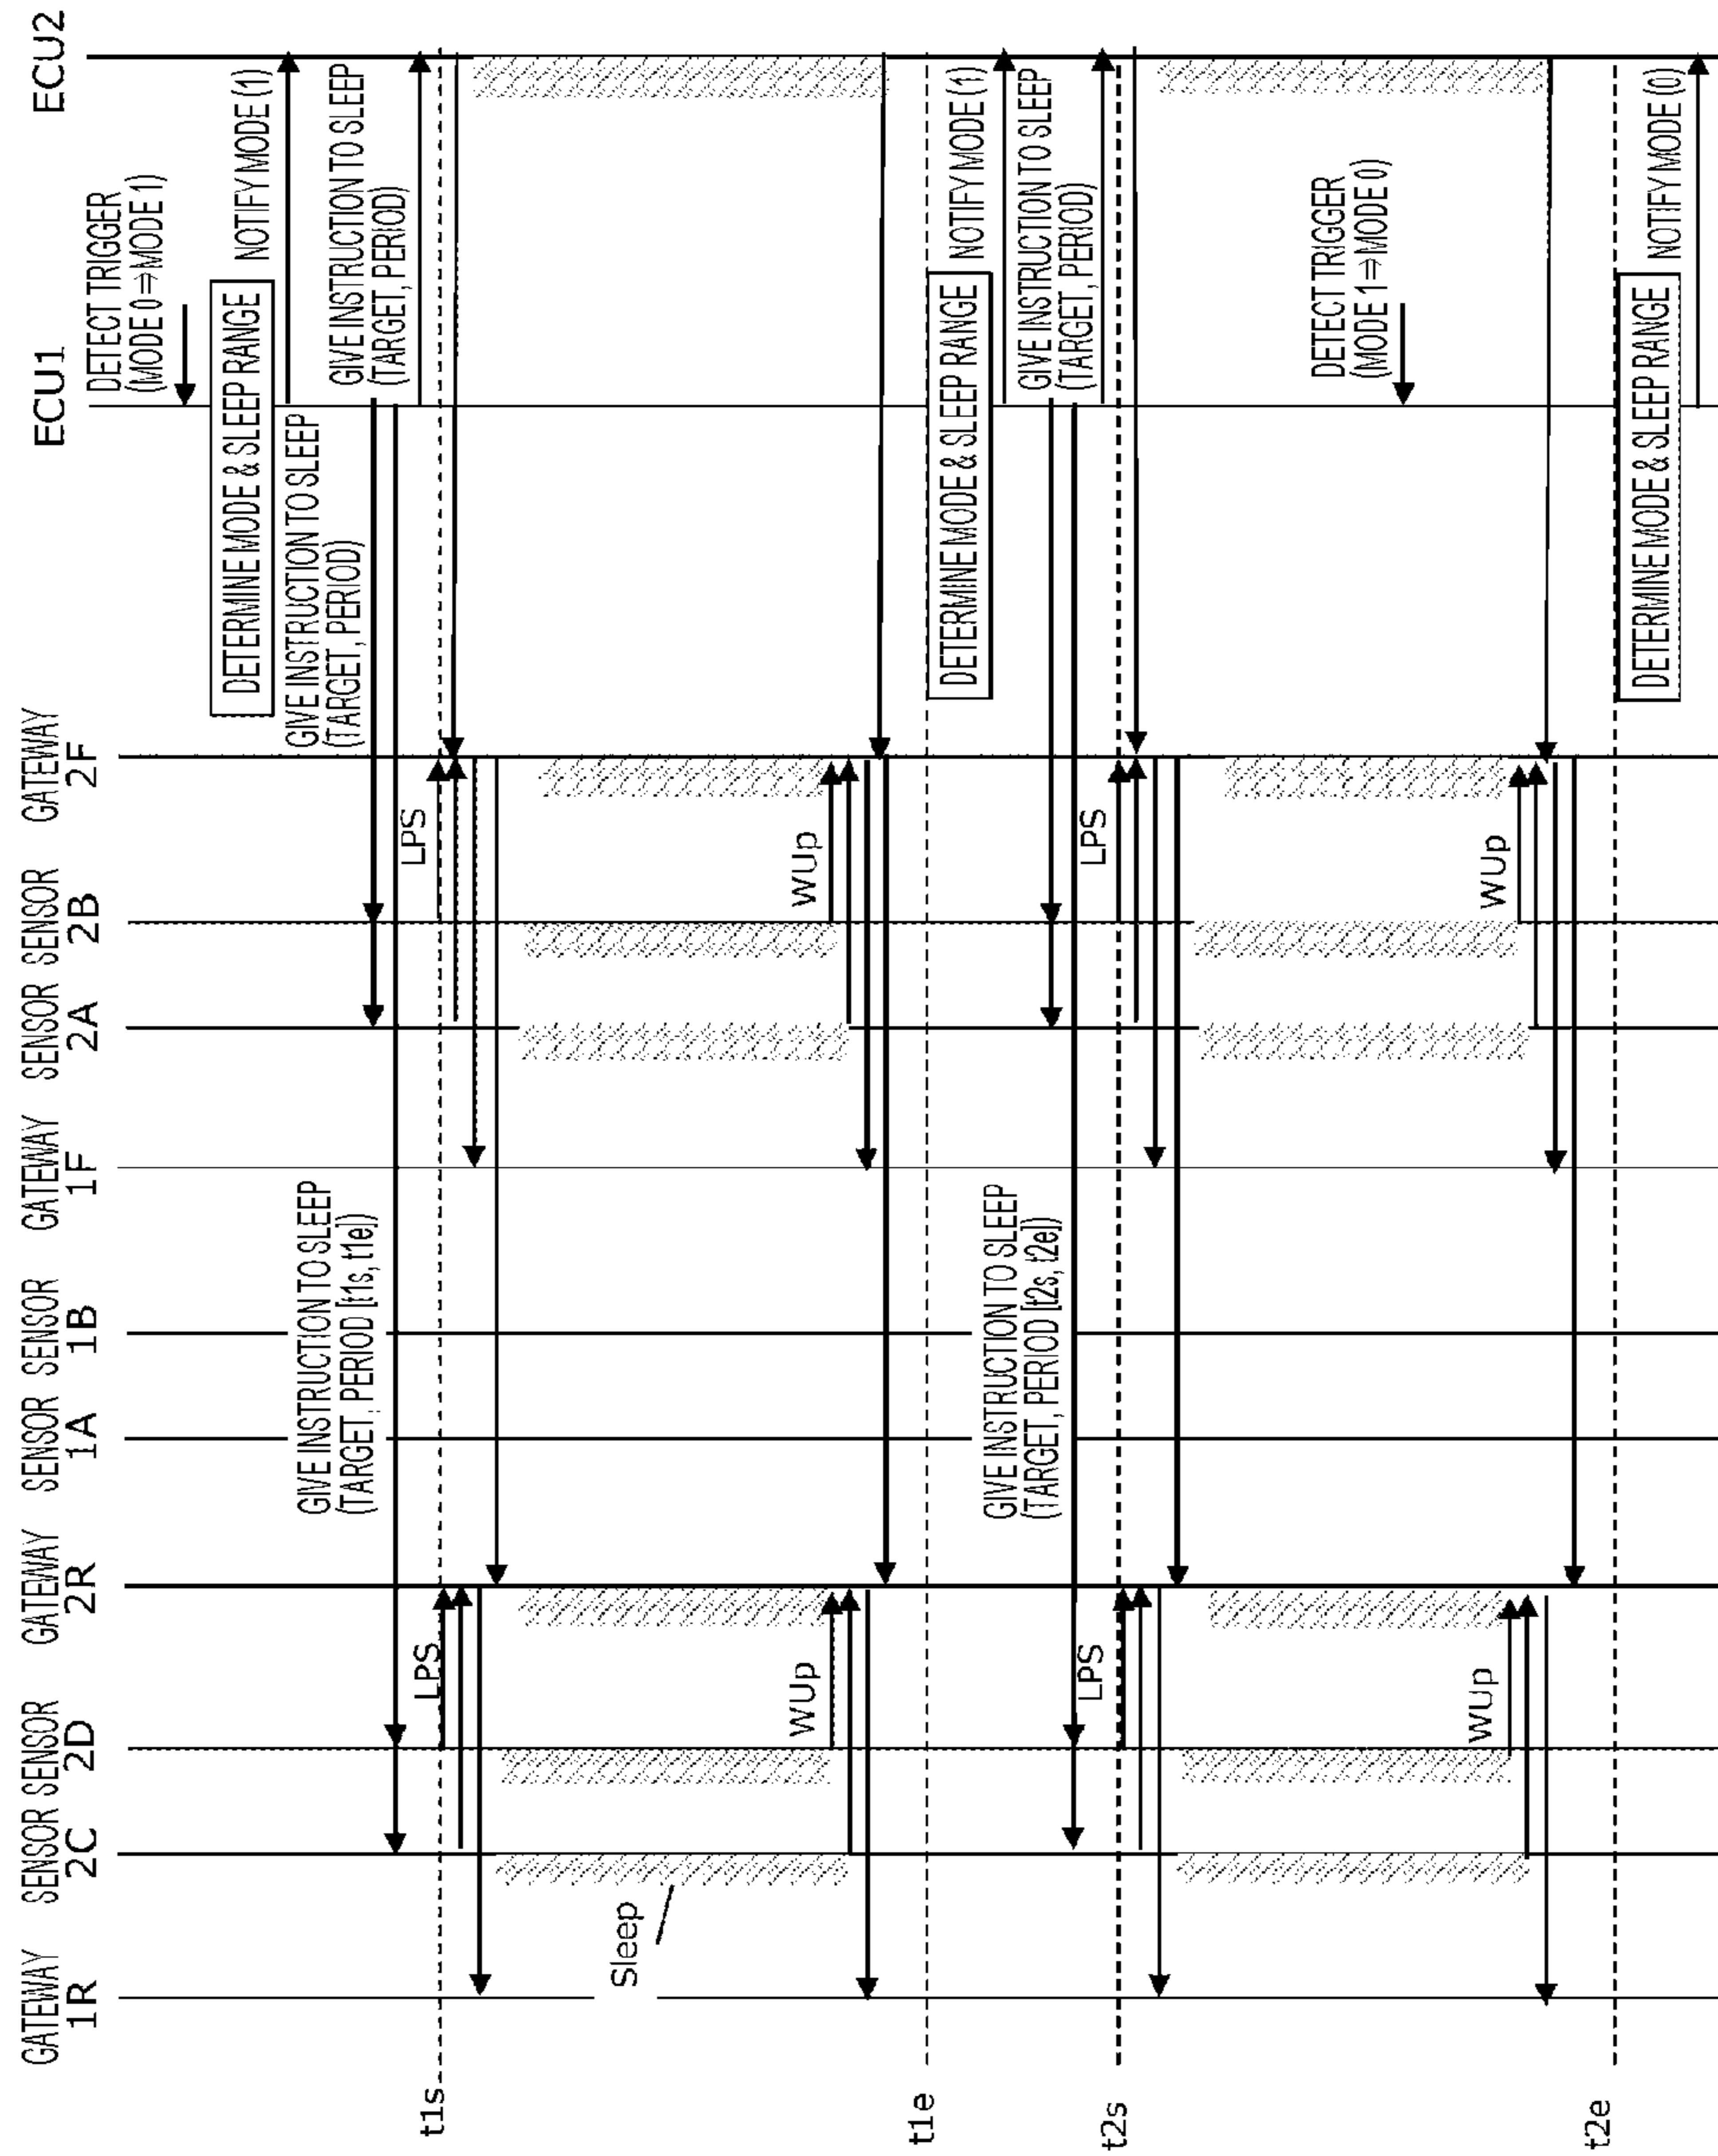 GATEWAY SENSOR SENSOR GATEWAY SENSOR SENSOR GATEWAY SENSOR SENSOR GATEWAY
1R 2C 2D 2R 1A 1B 1F 2A 2B 2F ECU1 ECU2
DETECT TRIGGER
(MODE 0⇒MODE 1)
DETERMINE MODE & SLEEP RANGE
NOTIFY MODE (1)
GIVE INSTRUCTION TO SLEEP
(TARGET, PERIOD [t1s, t1e])
GIVE INSTRUCTION TO SLEEP
(TARGET, PERIOD)
GIVE INSTRUCTION TO SLEEP
(TARGET, PERIOD)
t1s
LPS
LPS
Sleep
WUp
WUp
t1e
DETERMINE MODE & SLEEP RANGE
NOTIFY MODE (1)
GIVE INSTRUCTION TO SLEEP
(TARGET, PERIOD [t2s, t2e])
GIVE INSTRUCTION TO SLEEP
(TARGET, PERIOD)
t2s
LPS
LPS
DETECT TRIGGER
(MODE 1⇒MODE 0)
WUp
WUp
t2e
DETERMINE MODE & SLEEP RANGE
NOTIFY MODE (0)